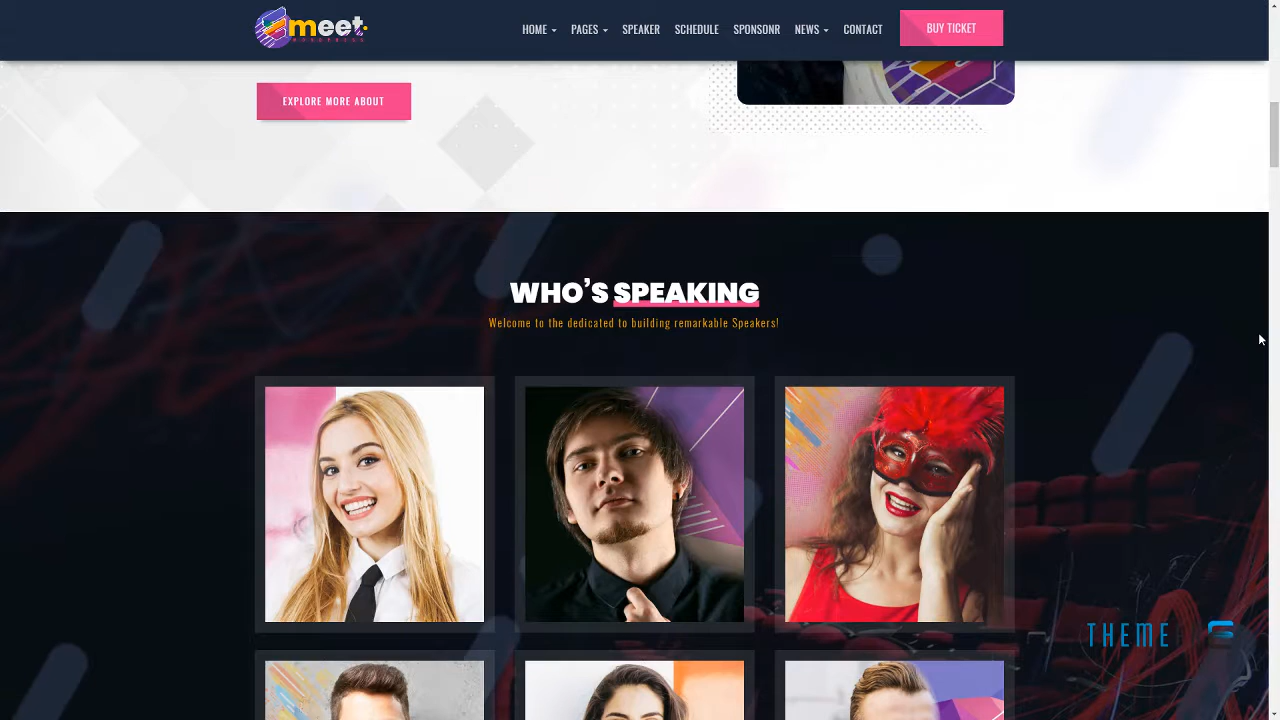 meet
WORDPRESS
HOME PAGES SPEAKER SCHEDULE SPONSONR NEWS CONTACT BUY TICKET
EXPLORE MORE ABOUT
WHO'S SPEAKING
Welcome to the dedicated to building remarkable Speakers!
THEME